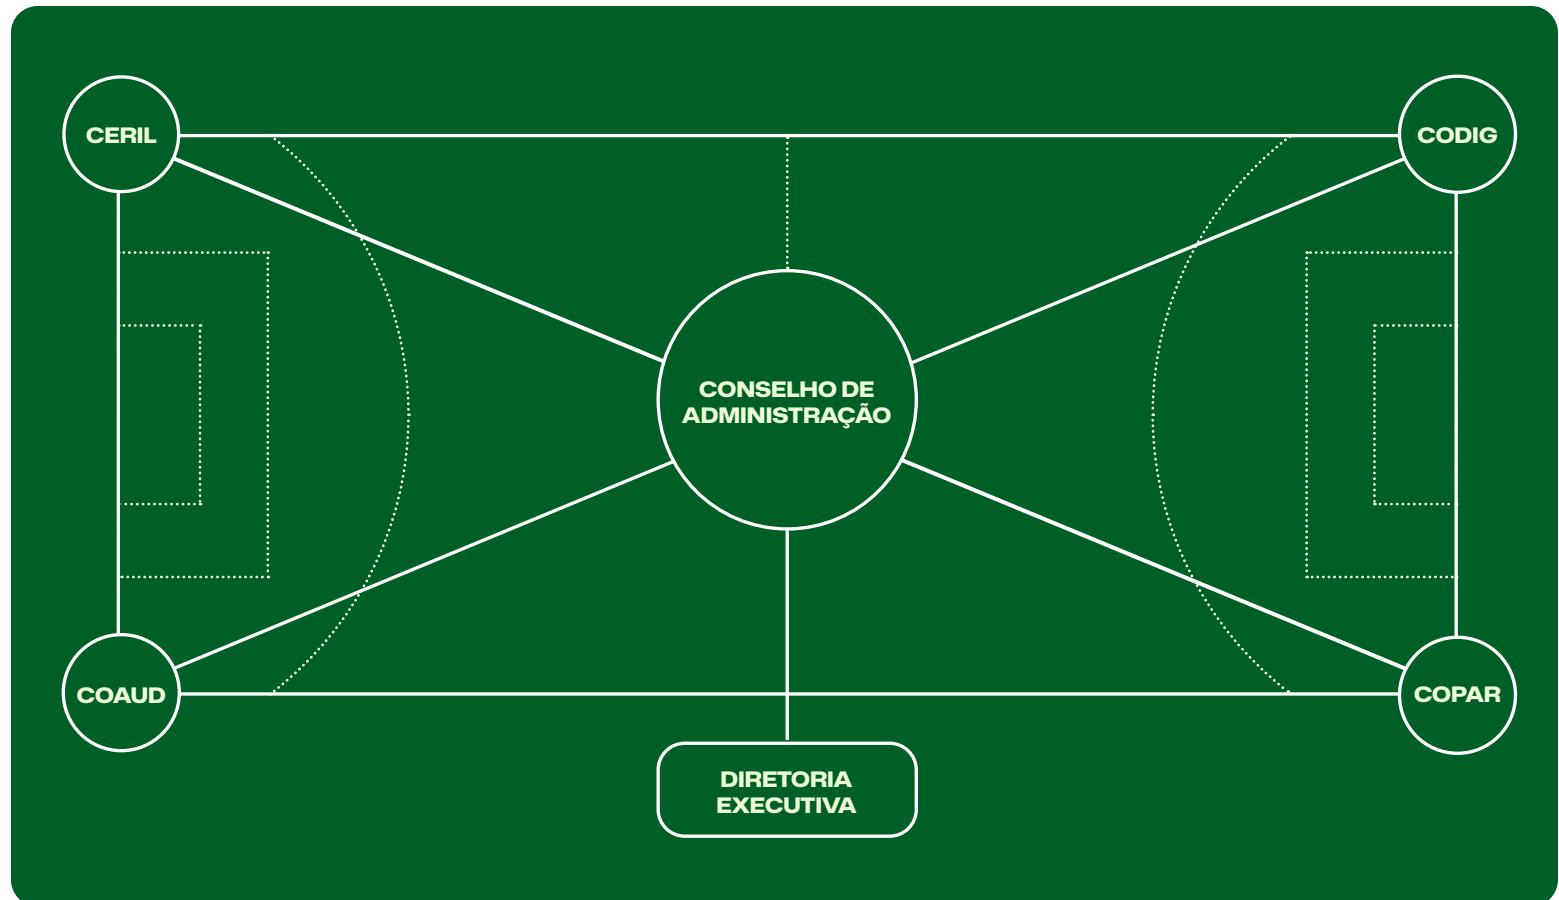 CERIL
CODIG
CONSELHO DE
ADMINISTRAÇÃO
COAUD
COPAR
DIRETORIA
EXECUTIVA